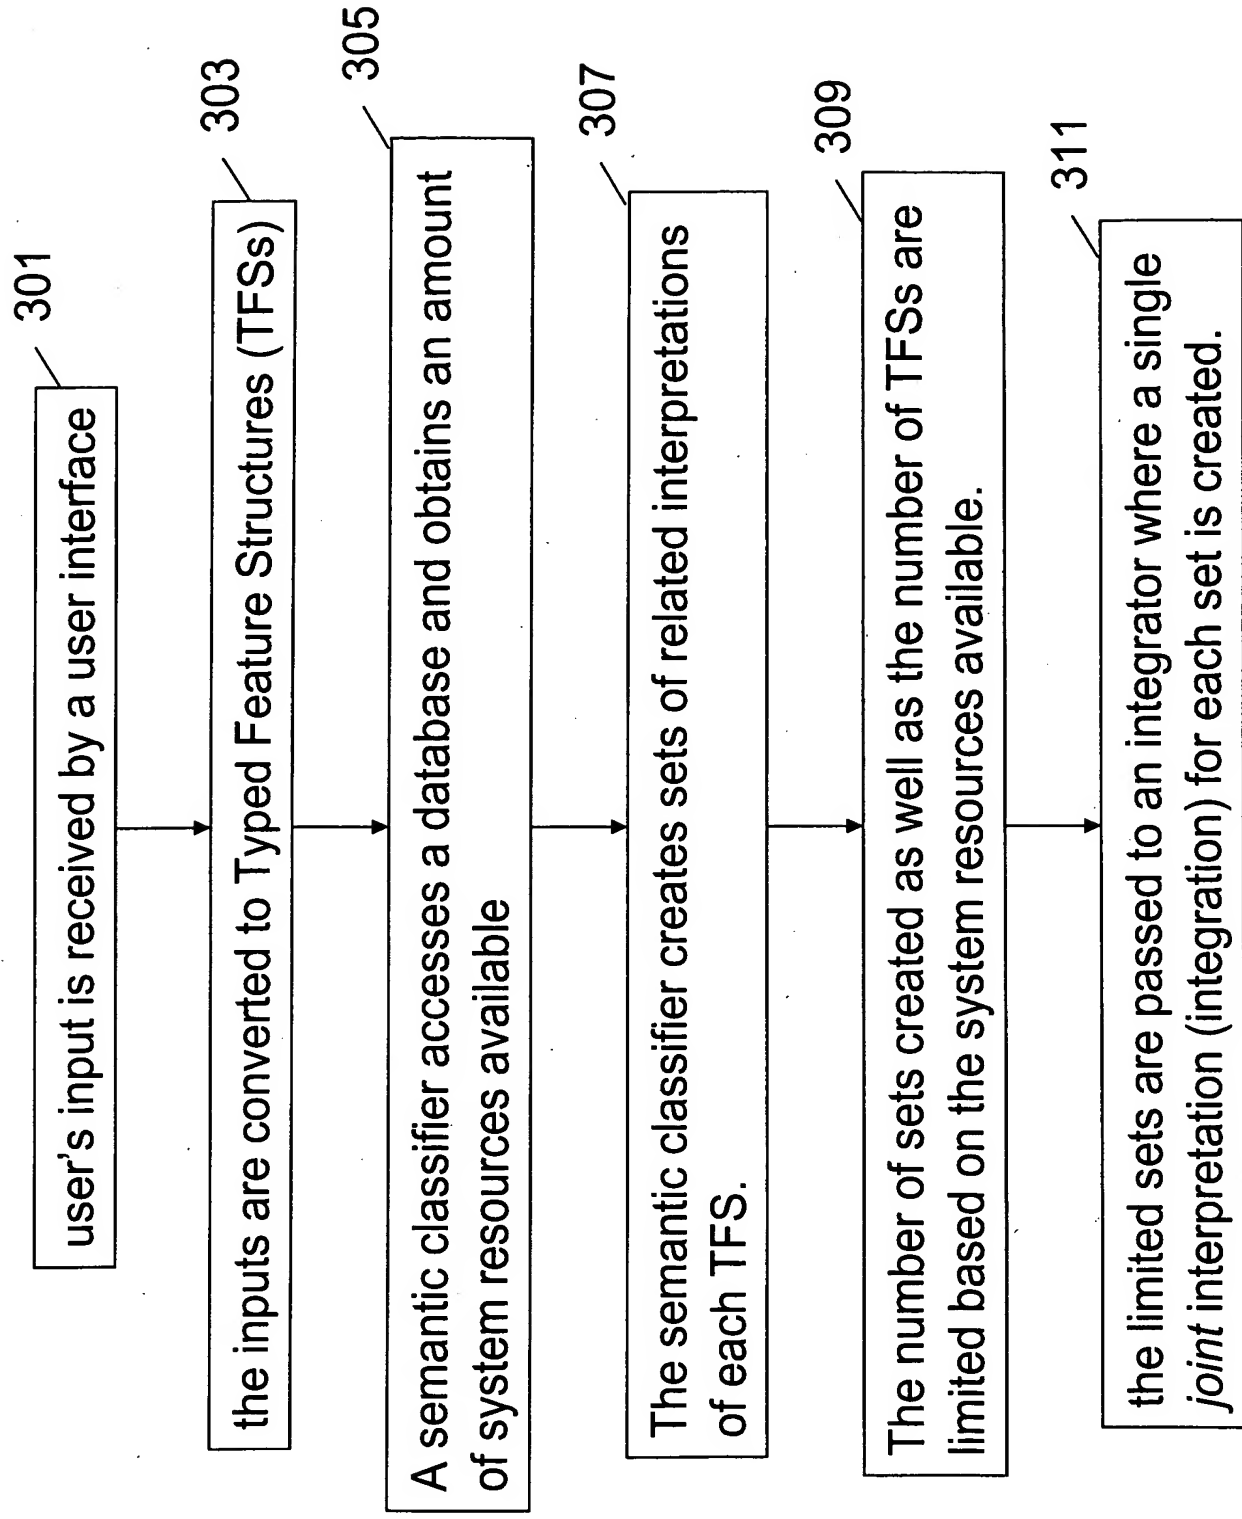 301
user's input is received by a user interface
303
the inputs are converted to Typed Feature Structures (TFSs)
305
A semantic classifier accesses a database and obtains an amount
of system resources available
307
The semantic classifier creates sets of related interpretations
of each TFS.
309
The number of sets created as well as the number of TFSs are
limited based on the system resources available.
311
the limited sets are passed to an integrator where a single
joint interpretation (integration) for each set is created.